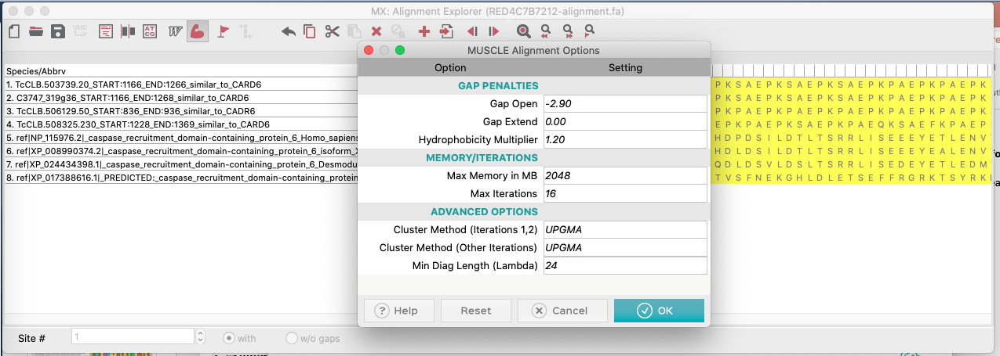 MX: Alignment Explorer (RED4C7B7212-alignment.fa)
UUC
F
AT
CG
W
MUSCLE Alignment Options
Option Setting
Species/Abbrv
GAP PENALTIES
1. TcCLB.503739.20_START:1166_END:1266_similar_to_CARD6
P K S A E P K S A E P K S A E P K P A E P K P A E P K
2. C3747_319g36_START:1166_END:1268_similar_to_CARD6
3. TcCLB.506129.50_START:836_END:936_similar_to_CADR6
4. TcCLB.508325.230_START:1228_END:1369_similar_to_CARD6
E P K P A E P K S A E P K P A E Q K S A E F K P A E P
5. ref|NP_115976.2|_caspase_recruitment_domain-containing_protein_6_Homo_sapiens
H D P D S I L D T L T S R R L I S E E E Y E T L E N V
6. ref|XP_008990374.2|_caspase_recruitment_domain-containing_protein_6_isoform_X
H D L D S I L D T L T S R R L I S E E E Y E A L E N V
7. ref|XP_024434398.1|_caspase_recruitment_domain-containing_protein_6_Desmodu
Q D L D S V L D S L T S R R L I S E D E Y E T L E D M
8. ref|XP_017388616.1|_PREDICTED:_caspase_recruitment_domain-containing_protein
T V S F N E K G H L D L E T S E F F R G R K T S Y R K
Gap Open -2.90
Gap Extend 0.00
Hydrophobicity Multiplier 1.20
MEMORY/ITERATIONS
Max Memory in MB 2048
Max Iterations 16
ADVANCED OPTIONS
Cluster Method (Iterations 1,2) UPGMA
Cluster Method (Other Iterations) UPGMA
Min Diag Length (Lambda) 24
? Help Reset Cancel OK
Site # 1 with w/o gaps